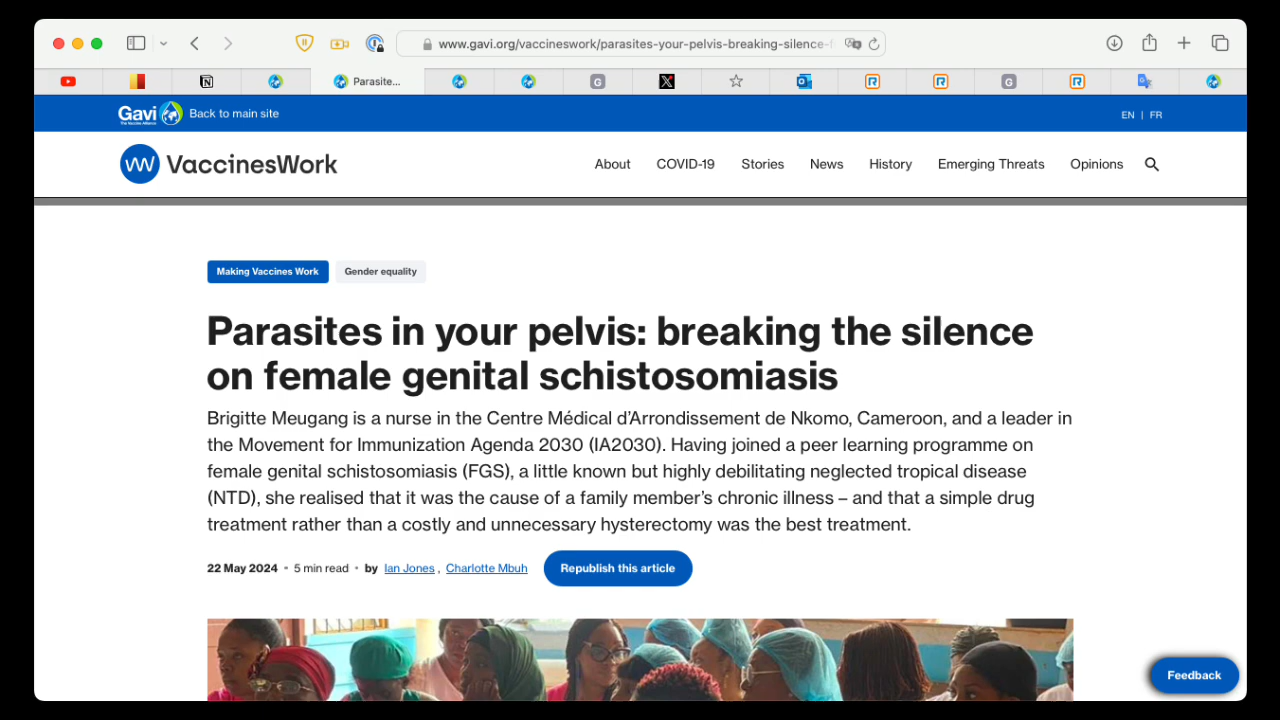 www.gavi.org/vaccineswork/parasites-your-pelvis-breaking-silence-f
Parasite...
Gavi
The Vaccine Alliance
Back to main site
EN | FR
VaccinesWork
About COVID-19 Stories News History Emerging Threats Opinions
Making Vaccines Work Gender equality
Parasites in your pelvis: breaking the silence
on female genital schistosomiasis
Brigitte Meugang is a nurse in the Centre Médical d’Arrondissement de Nkomo, Cameroon, and a leader in
the Movement for Immunization Agenda 2030 (IA2030). Having joined a peer learning programme on
female genital schistosomiasis (FGS), a little known but highly debilitating neglected tropical disease
(NTD), she realised that it was the cause of a family member’s chronic illness – and that a simple drug
treatment rather than a costly and unnecessary hysterectomy was the best treatment.
22 May 2024 • 5 min read • by Ian Jones , Charlotte Mbuh Republish this article
Feedback